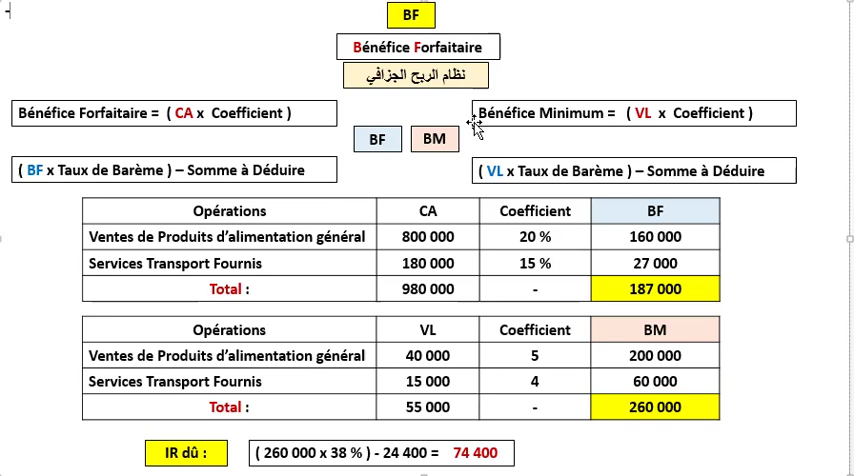 BF
Bénéfice Forfaitaire
نظام الربح الجزافي
Bénéfice Forfaitaire = ( CA x Coefficient )
Bénéfice Minimum = ( VL x Coefficient )
BF
BM
( BF x Taux de Barème ) – Somme à Déduire
( VL x Taux de Barème ) – Somme à Déduire
Opérations CA Coefficient BF
Ventes de Produits d'alimentation général 800 000 20 % 160 000
Services Transport Fournis 180 000 15 % 27 000
Total : 980 000 - 187 000
Opérations VL Coefficient BM
Ventes de Produits d'alimentation général 40 000 5 200 000
Services Transport Fournis 15 000 4 60 000
Total : 55 000 - 260 000
IR dû : ( 260 000 x 38 % ) - 24 400 = 74 400